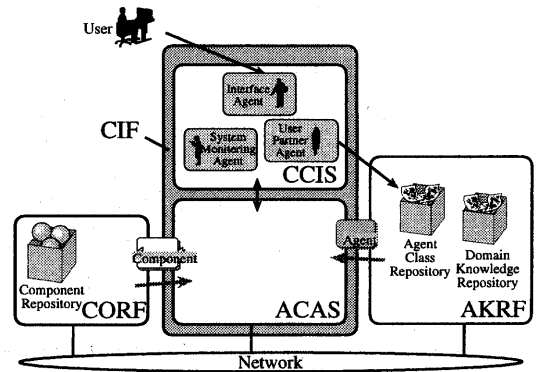 User
Interface
Agent
CIF
System
Monitoring
Agent
User
Partner
Agent
CCIS
Component
Agent
Component
Repository
CORF
ACAS
Agent
Class
Repository
Domain
Knowledge
Repository
AKRF
Network